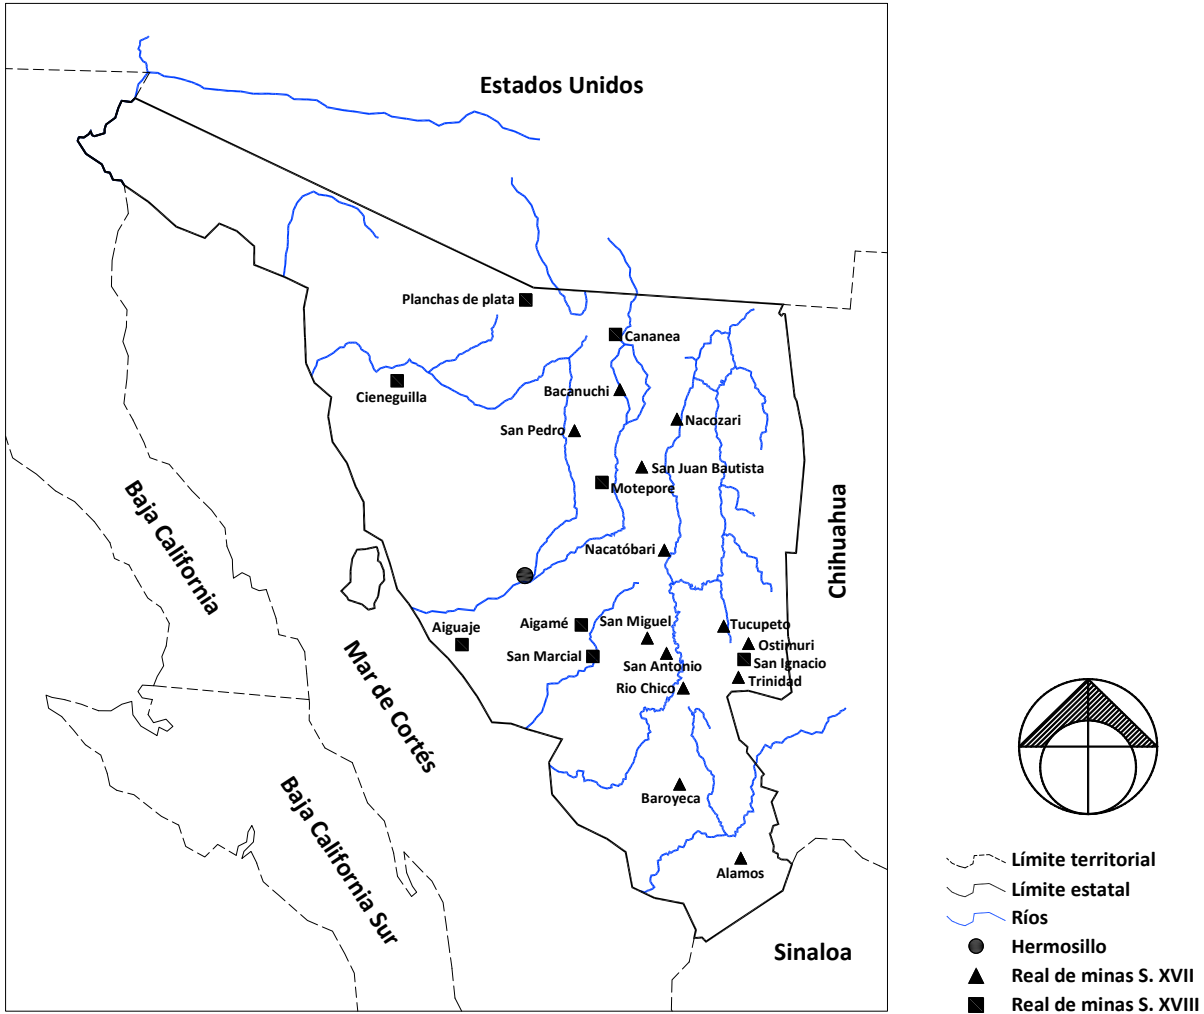 Estados Unidos
Planchas de plata
Cananea
Cieneguilla
Bacanuchi
San Pedro
Nacozari
San Juan Bautista
Motepore
Baja California
Chihuahua
Nacatóbari
Aiguaje
Aigamé
San Miguel
Tucupeto
San Marcial
San Antonio
Ostimuri
San Ignacio
Trinidad
Rio Chico
Mar de Cortés
Baroyeca
Baja California Sur
Alamos
Sinaloa
Límite territorial
Límite estatal
Ríos
Hermosillo
Real de minas S. XVII
Real de minas S. XVIII